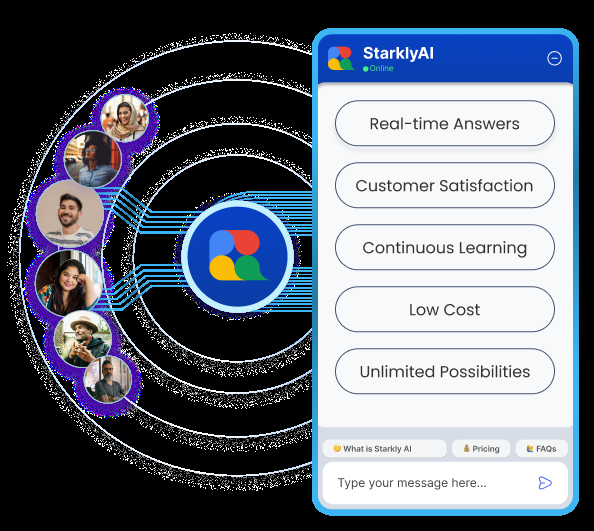 StarklyAI
Online
Real-time Answers
Customer Satisfaction
Continuous Learning
Low Cost
Unlimited Possibilities
What is Starkly AI
Pricing
FAQs
Type your message here...